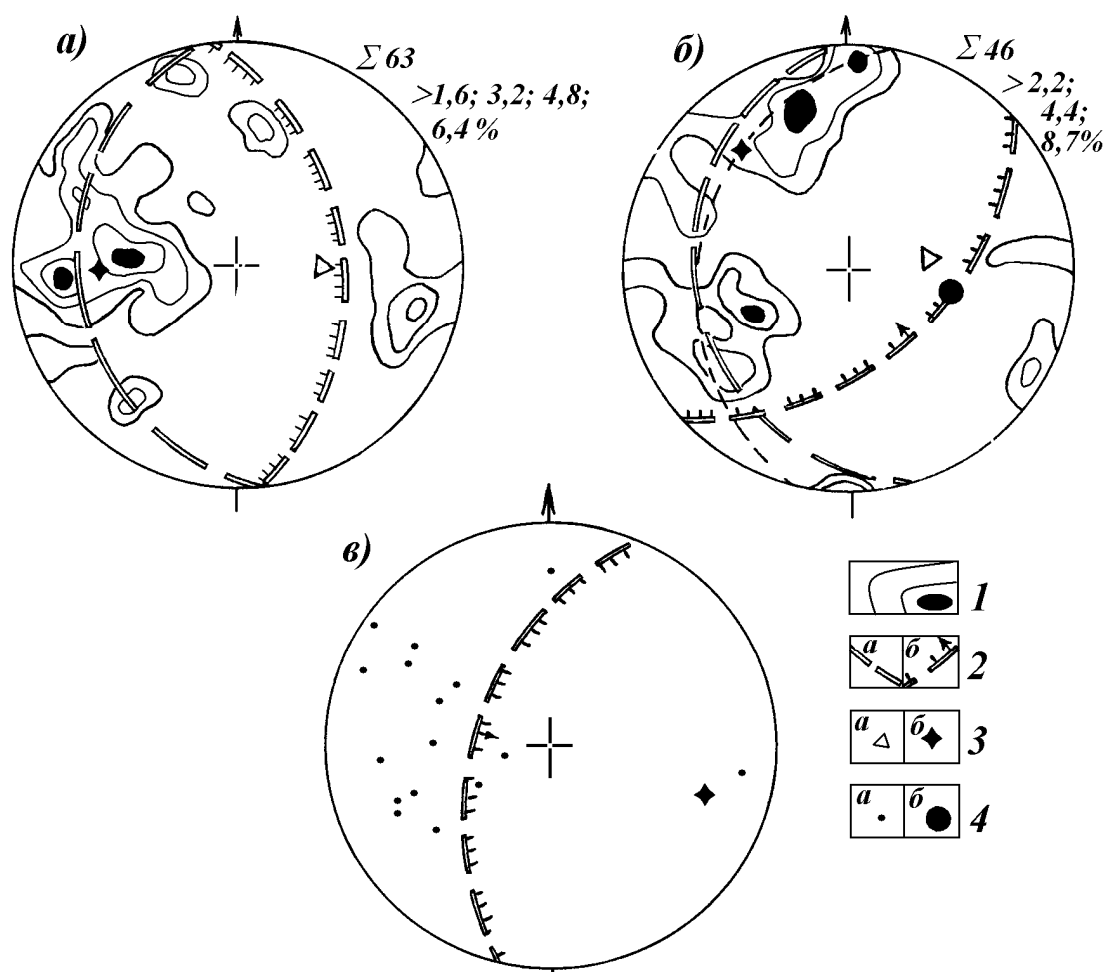 а)
Σ 63
>1,6; 3,2; 4,8;
6,4 %
б)
Σ 46
> 2,2;
4,4;
8,7%
в)
1
а б 2
а б 3
а б 4